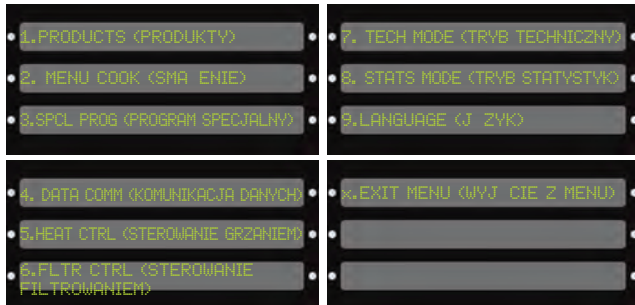 1.PRODUCTS (PRODUKTY)
2. MENU COOK (SMA ENIE)
3.SPCL PROG (PROGRAM SPECJALNY)
4. DATA COMM (KOMUNIKACJA DANYCH)
5.HEAT CTRL (STEROWANIE GRZANIEM)
6.FLTR CTRL (STEROWANIE
FILTROWANIEM)
7. TECH MODE (TRYB TECHNICZNY)
8. STATS MODE (TRYB STATYSTYK)
9.LANGUAGE (J ZYK)
x.EXIT MENU (WYJ CIE Z MENU)